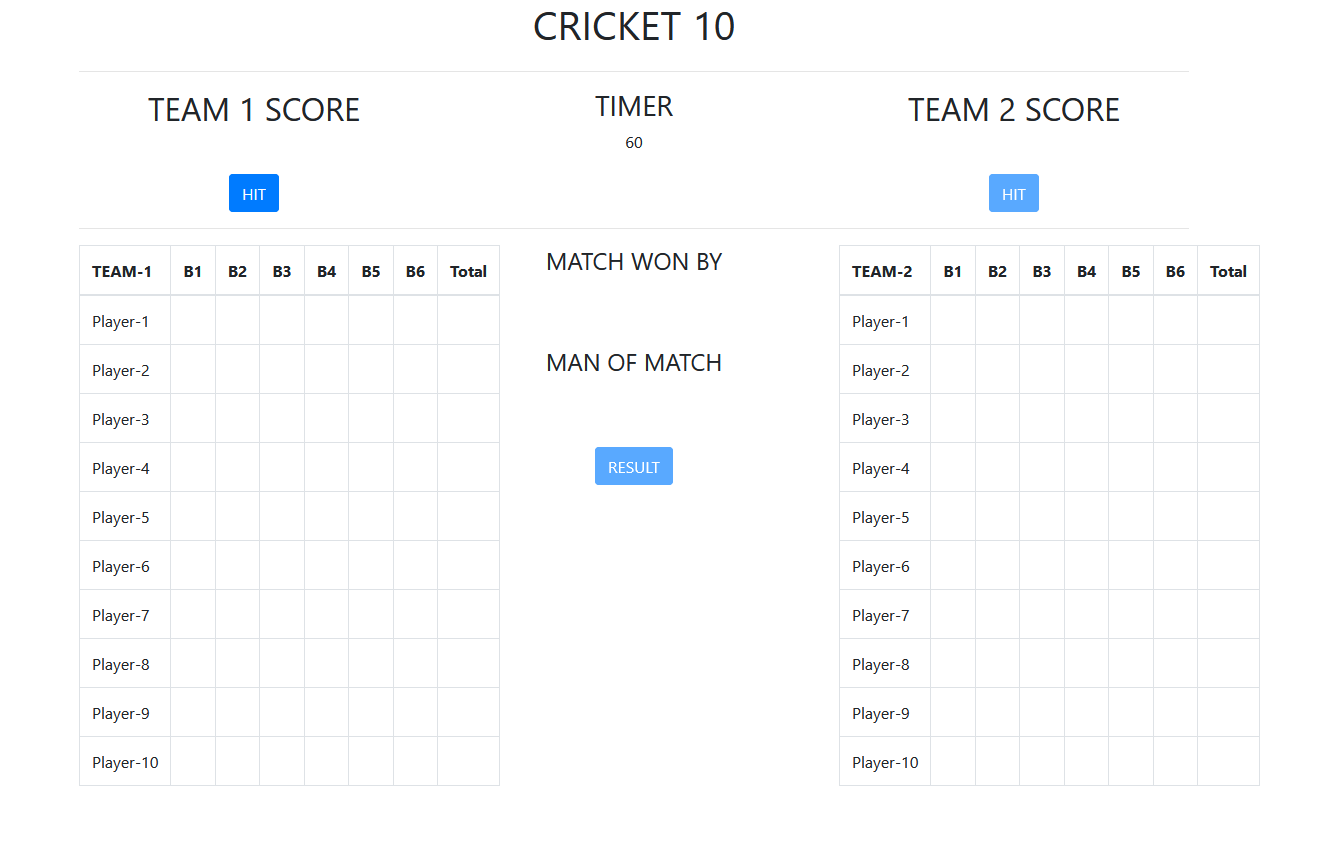 CRICKET 10
TEAM 1 SCORE
TIMER
TEAM 2 SCORE
60
HIT
HIT
TEAM-1 B1 B2 B3 B4 B5 B6 Total
Player-1
Player-2
Player-3
Player-4
Player-5
Player-6
Player-7
Player-8
Player-9
Player-10
MATCH WON BY
MAN OF MATCH
RESULT
TEAM-2 B1 B2 B3 B4 B5 B6 Total
Player-1
Player-2
Player-3
Player-4
Player-5
Player-6
Player-7
Player-8
Player-9
Player-10